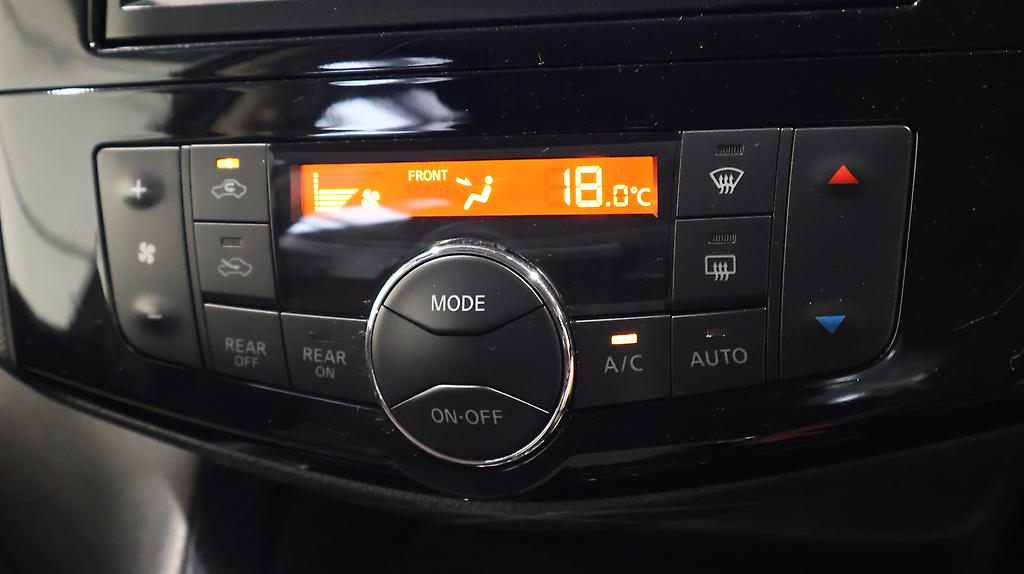 FRONT
18.0°C
+
-
MODE
REAR
OFF
REAR
ON
A/C
AUTO
ON·OFF